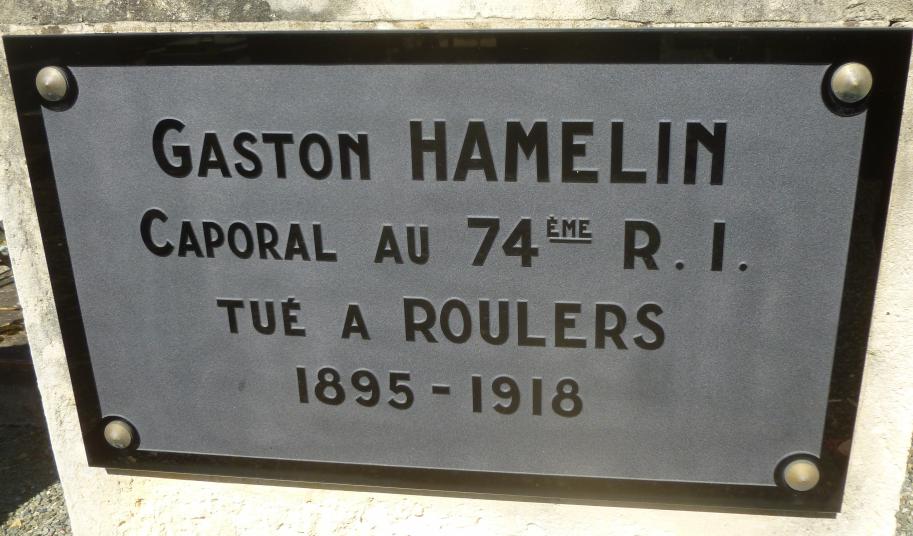 GASTON HAMELIN
CAPORAL AU 74ÈME R. I.
TUÉ A ROULERS
1895 - 1918